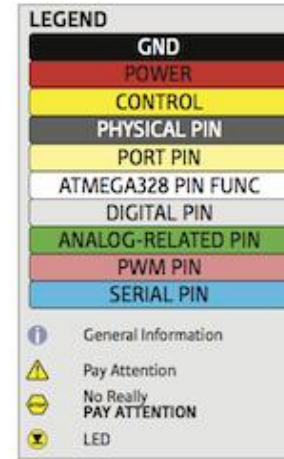 LEGEND
GND
POWER
CONTROL
PHYSICAL PIN
PORT PIN
ATMEGA328 PIN FUNC
DIGITAL PIN
ANALOG-RELATED PIN
PWM PIN
SERIAL PIN
General Information
Pay Attention
No Really
PAY ATTENTION
LED